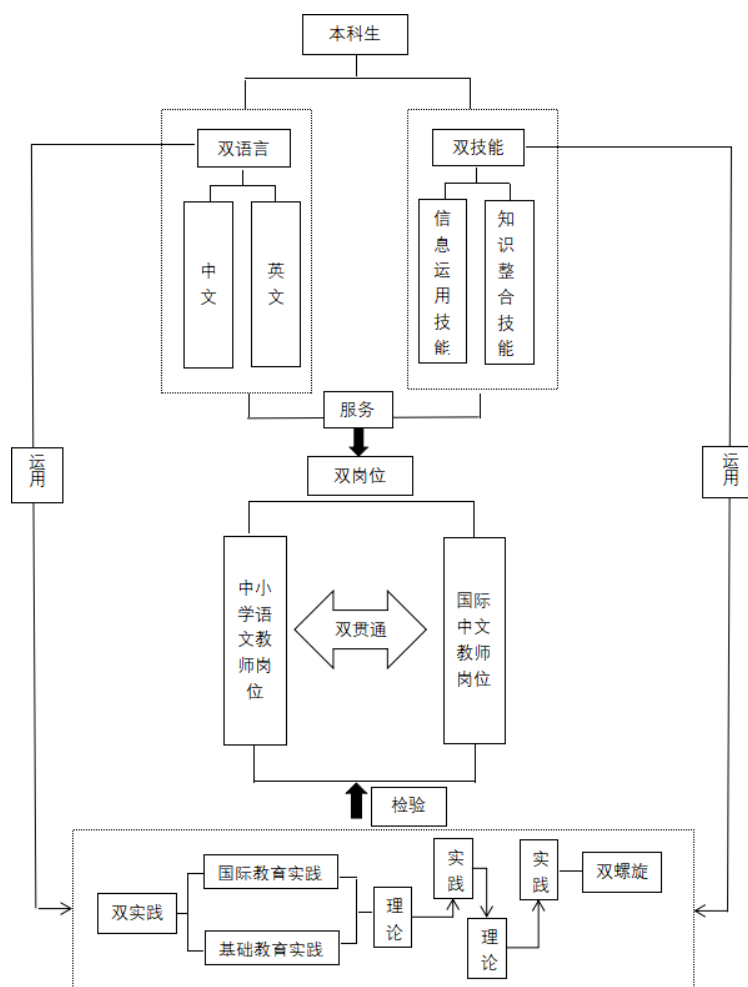 本科生
双语言
双技能
中文
英文
信息运用技能
知识整合技能
服务
运用
运用
双岗位
中小
学语
文教
师岗
位
双贯通
国际
中文
教师
岗位
检验
双实践
国际教育实践
基础教育实践
理论
实践
理论
实践
双螺旋